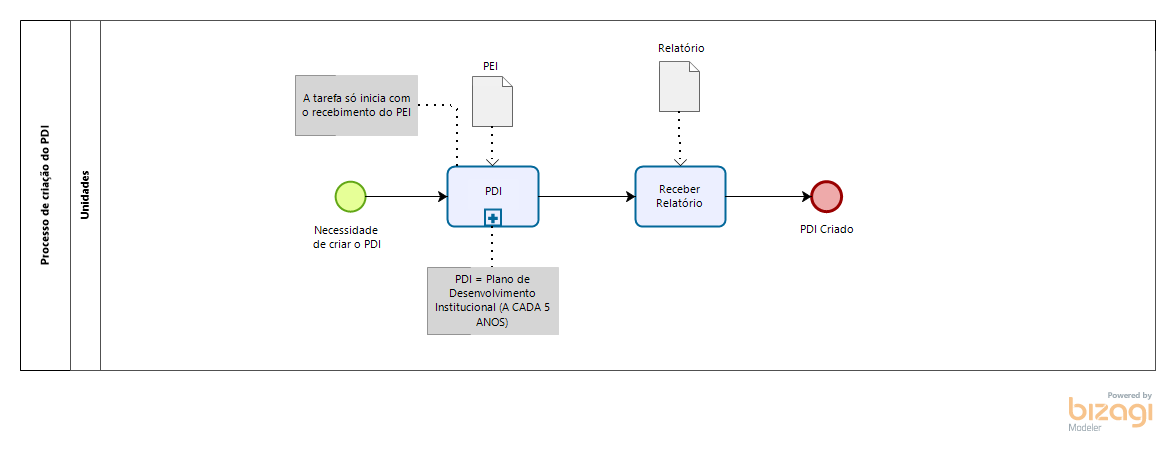 Processo de criação do PDI
Unidades
Relatório
PEI
A tarefa só inicia com
o recebimento do PEI
PDI
Receber
Relatório
Necessidade
de criar o PDI
PDI Criado
PDI = Plano de
Desenvolvimento
Institucional (A CADA 5
ANOS)
Powered by
bizagi
Modeler